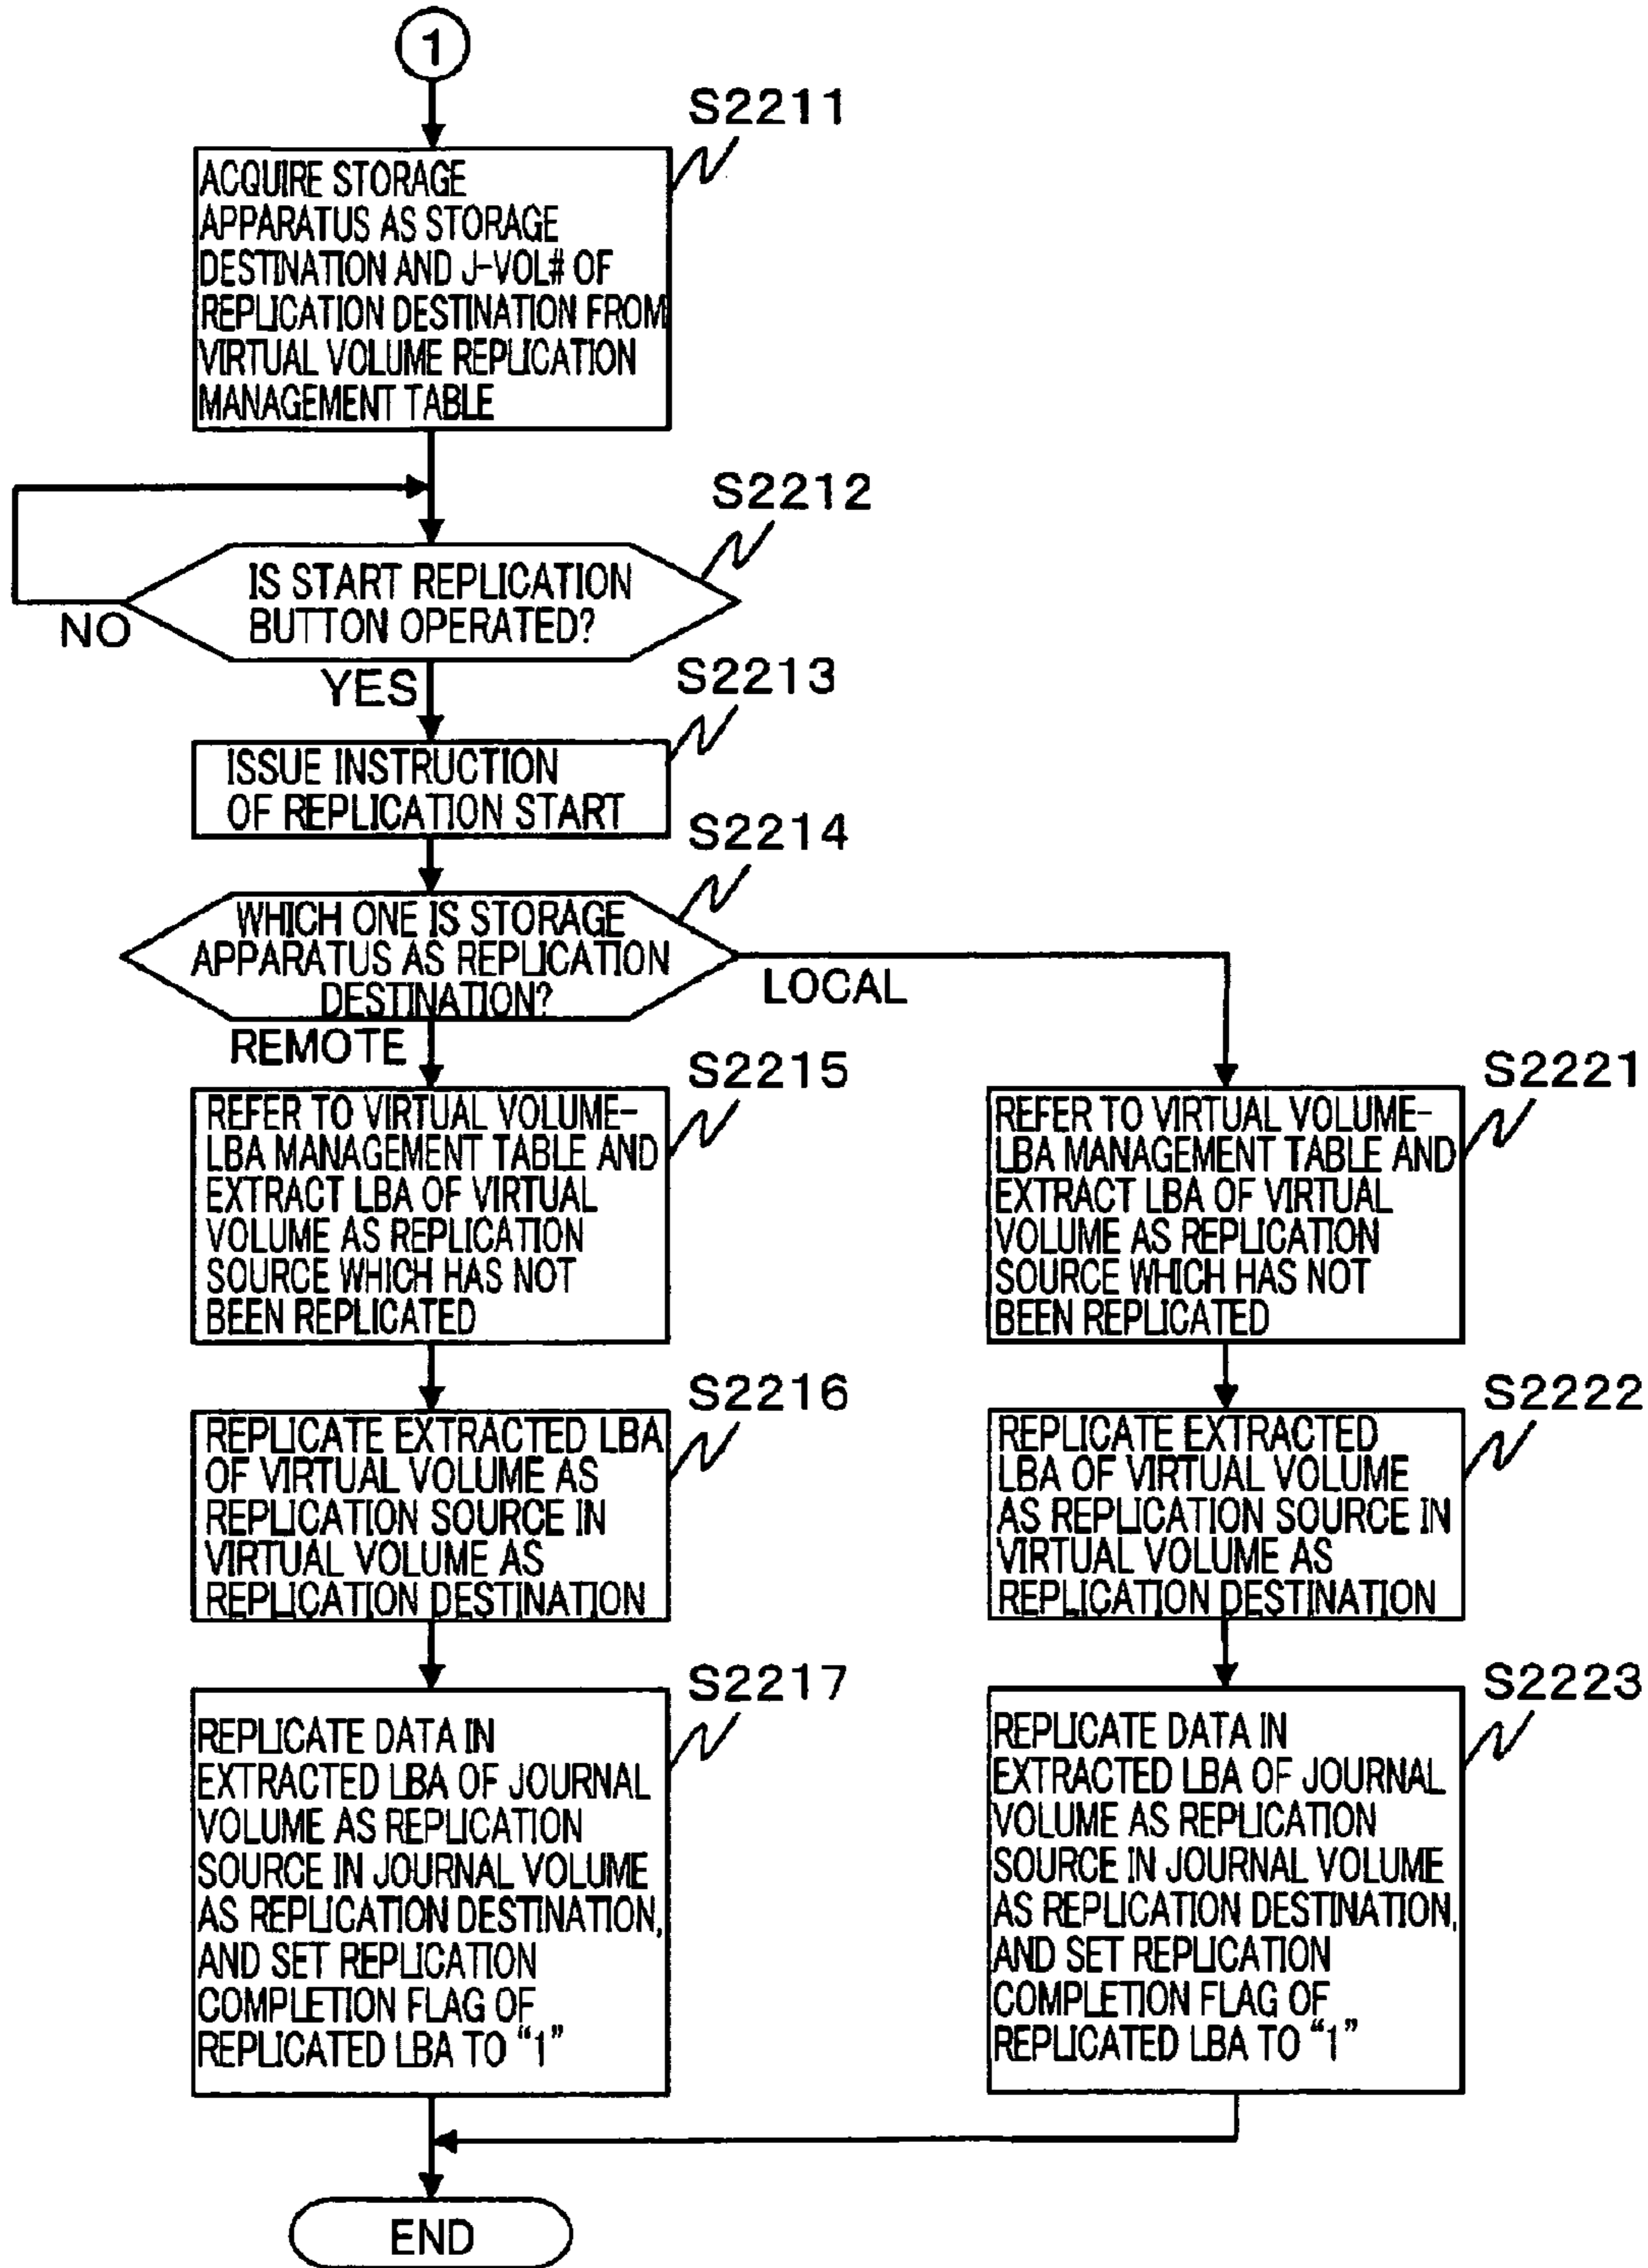 1
S2211
ACQUIRE STORAGE
APPARATUS AS STORAGE
DESTINATION AND J-VOL# OF
REPLICATION DESTINATION FROM
VIRTUAL VOLUME REPLICATION
MANAGEMENT TABLE
S2212
IS START REPLICATION
BUTTON OPERATED?
NO
YES
S2213
ISSUE INSTRUCTION
OF REPLICATION START
S2214
WHICH ONE IS STORAGE
APPARATUS AS REPLICATION
DESTINATION?
LOCAL
REMOTE
S2215
REFER TO VIRTUAL VOLUME-
LBA MANAGEMENT TABLE AND
EXTRACT LBA OF VIRTUAL
VOLUME AS REPLICATION
SOURCE WHICH HAS NOT
BEEN REPLICATED
S2221
REFER TO VIRTUAL VOLUME-
LBA MANAGEMENT TABLE AND
EXTRACT LBA OF VIRTUAL
VOLUME AS REPLICATION
SOURCE WHICH HAS NOT
BEEN REPLICATED
S2216
REPLICATE EXTRACTED LBA
OF VIRTUAL VOLUME AS
REPLICATION SOURCE IN
VIRTUAL VOLUME AS
REPLICATION DESTINATION
S2222
REPLICATE EXTRACTED
LBA OF VIRTUAL VOLUME
AS REPLICATION SOURCE IN
VIRTUAL VOLUME AS
REPLICATION DESTINATION
S2217
REPLICATE DATA IN
EXTRACTED LBA OF JOURNAL
VOLUME AS REPLICATION
SOURCE IN JOURNAL VOLUME
AS REPLICATION DESTINATION,
AND SET REPLICATION
COMPLETION FLAG OF
REPLICATED LBA TO “1”
S2223
REPLICATE DATA IN
EXTRACTED LBA OF JOURNAL
VOLUME AS REPLICATION
SOURCE IN JOURNAL VOLUME
AS REPLICATION DESTINATION,
AND SET REPLICATION
COMPLETION FLAG OF
REPLICATED LBA TO “1”
END